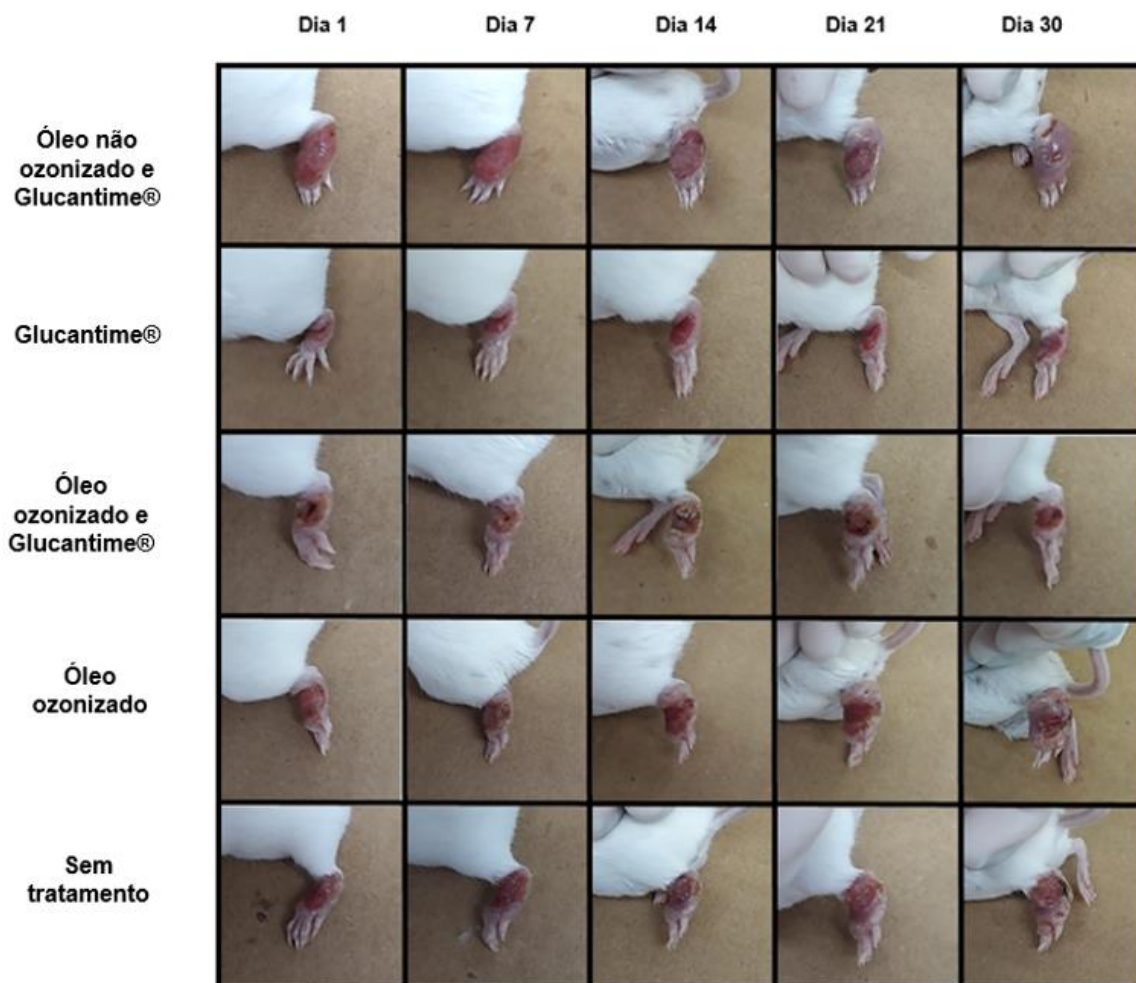 Dia 1 Dia 7 Dia 14 Dia 21 Dia 30
Óleo não
ozonizado e
Glucantime®
Glucantime®
Óleo
ozonizado e
Glucantime®
Óleo
ozonizado
Sem
tratamento